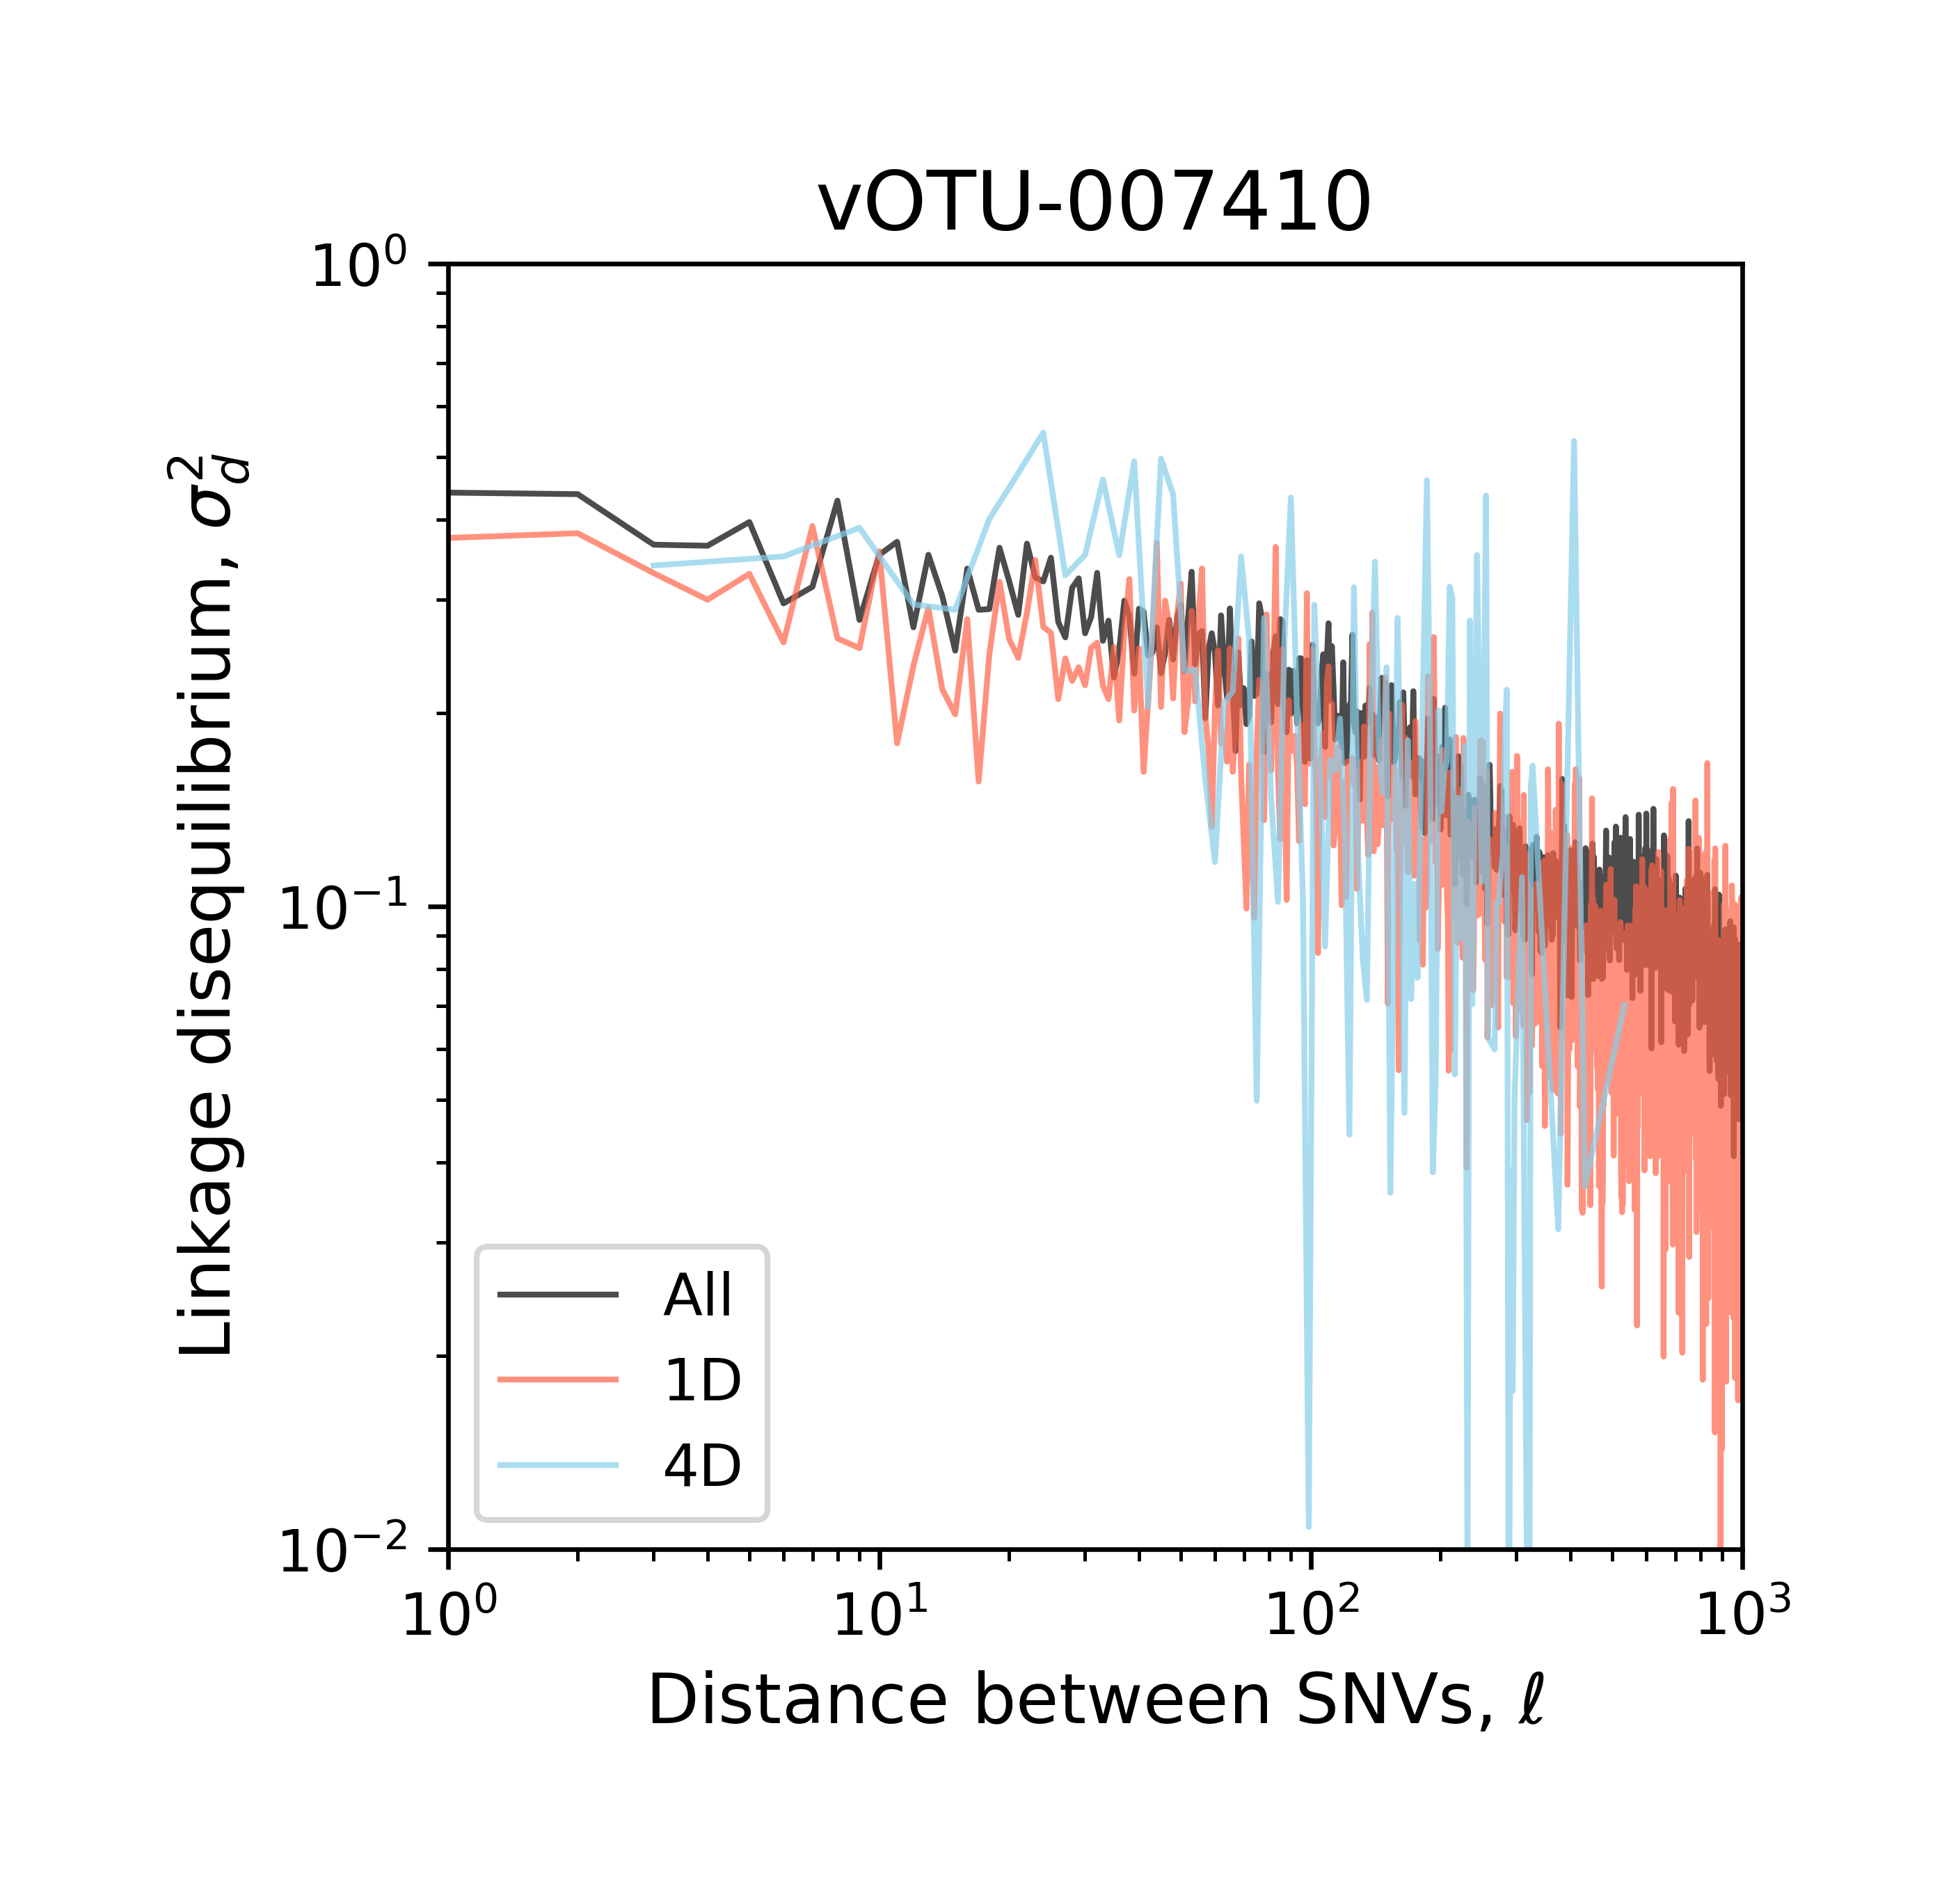 vOTU-007410
Linkage disequilibrium, σ_d^2
10^0
10^-1
10^-2
All
1D
4D
10^0
10^1
10^2
10^3
Distance between SNVs, ℓ